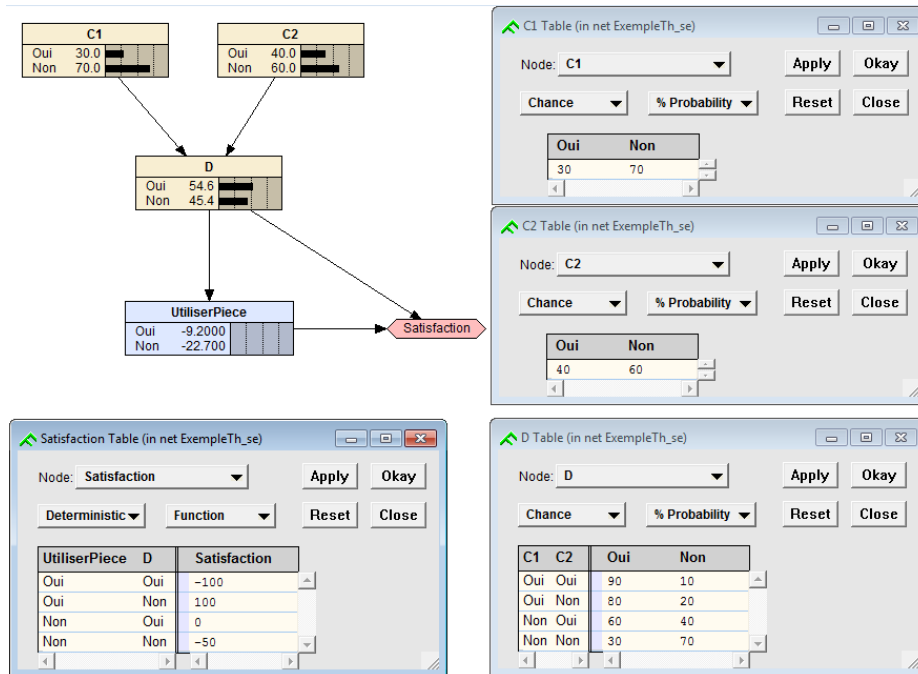 C1
Oui 30.0
Non 70.0
C2
Oui 40.0
Non 60.0
D
Oui 54.6
Non 45.4
UtiliserPiece
Oui -9.2000
Non -22.700
Satisfaction
C1 Table (in net ExempleTh_se)
Node: C1 Apply Okay
Chance % Probability Reset Close
Oui Non
30 70
C2 Table (in net ExempleTh_se)
Node: C2 Apply Okay
Chance % Probability Reset Close
Oui Non
40 60
Satisfaction Table (in net ExempleTh_se)
Node: Satisfaction Apply Okay
Deterministic Function Reset Close
UtiliserPiece D Satisfaction
Oui Oui -100
Oui Non 100
Non Oui 0
Non Non -50
D Table (in net ExempleTh_se)
Node: D Apply Okay
Chance % Probability Reset Close
C1 C2 Oui Non
Oui Oui 90 10
Oui Non 80 20
Non Oui 60 40
Non Non 30 70